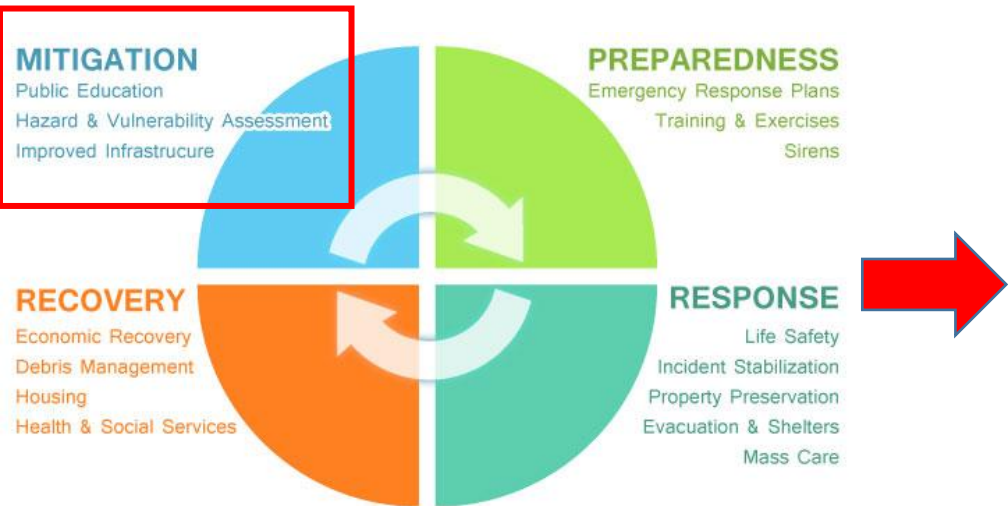 MITIGATION
Public Education
Hazard & Vulnerability Assessment
Improved Infrastrucure
PREPAREDNESS
Emergency Response Plans
Training & Exercises
Sirens
RECOVERY
Economic Recovery
Debris Management
Housing
Health & Social Services
RESPONSE
Life Safety
Incident Stabilization
Property Preservation
Evacuation & Shelters
Mass Care